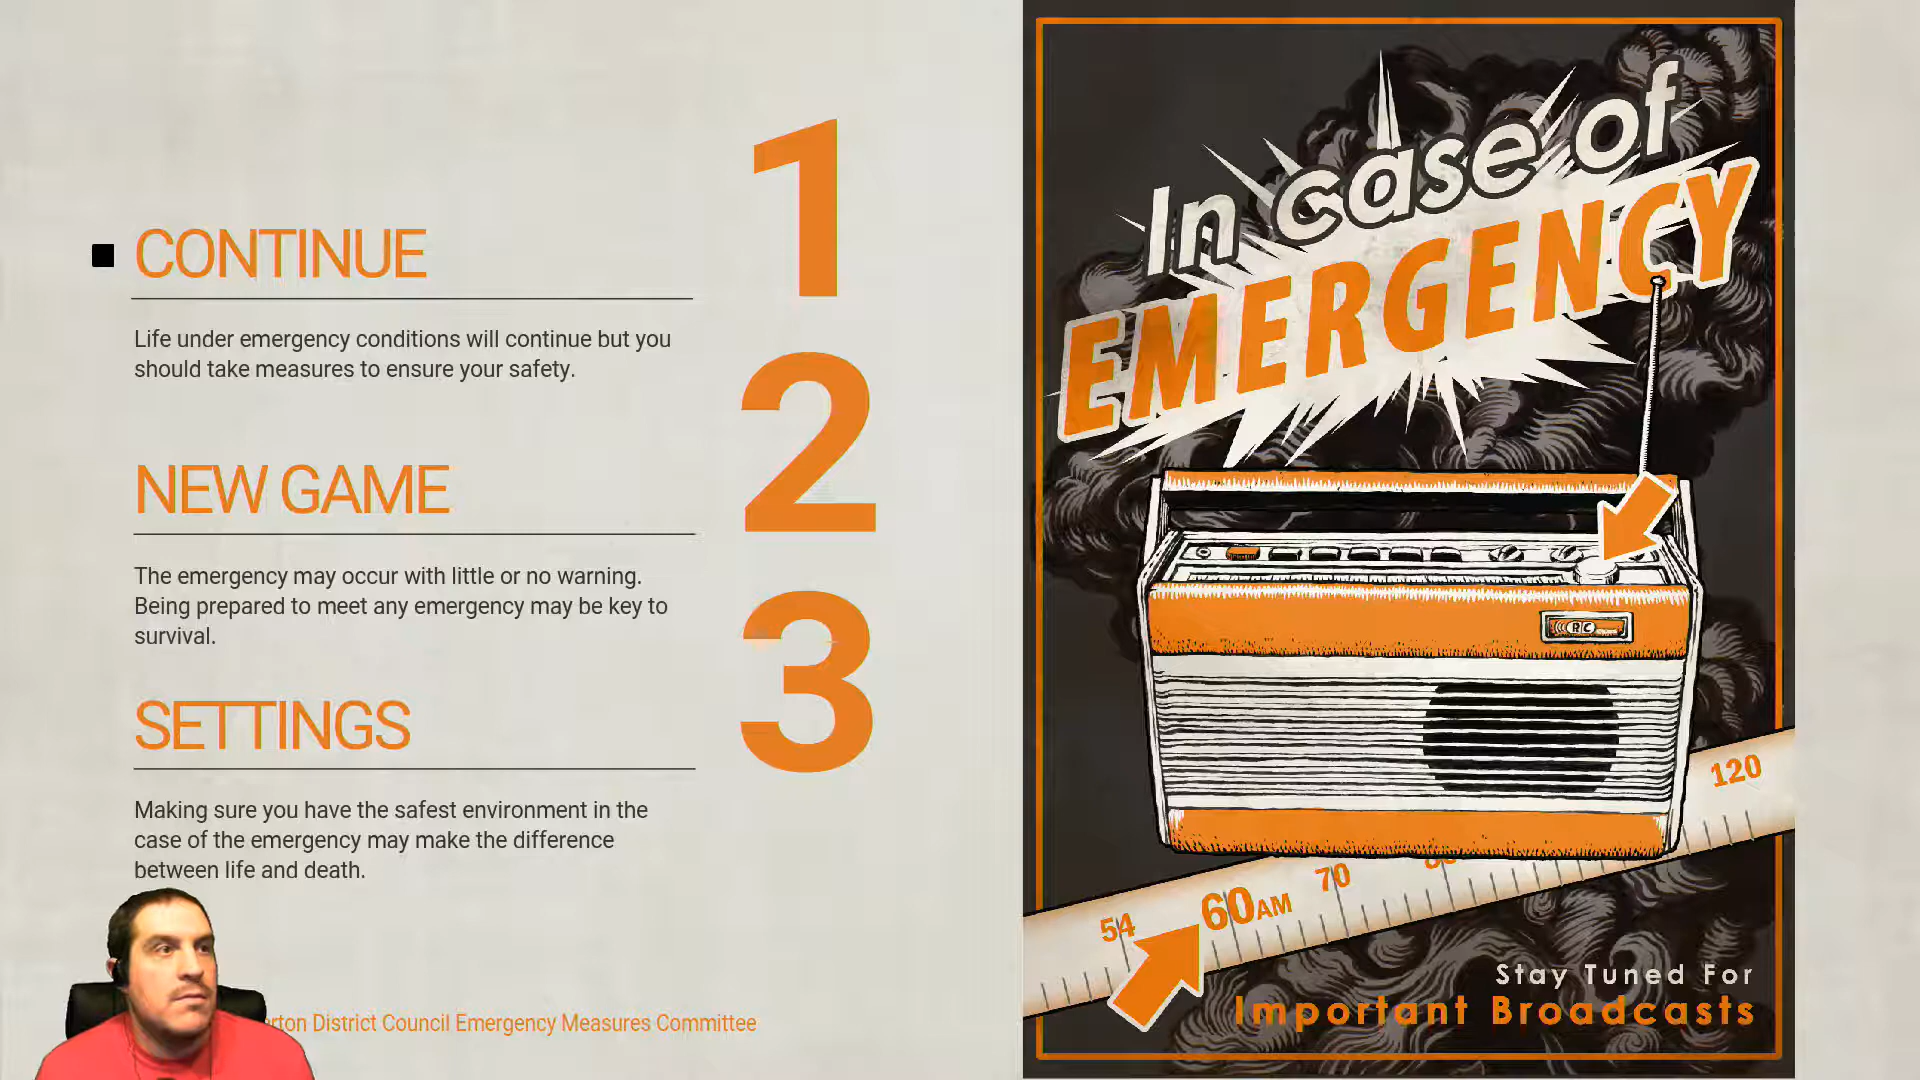 CONTINUE
1
Life under emergency conditions will continue but you
should take measures to ensure your safety.
NEW GAME
2
The emergency may occur with little or no warning.
Being prepared to meet any emergency may be key to
survival.
SETTINGS
3
Making sure you have the safest environment in the
case of the emergency may make the difference
between life and death.
District Council Emergency Measures Committee
In case of
EMERGENCY
RC
120
54
60AM
70
Stay Tuned For
Important Broadcasts